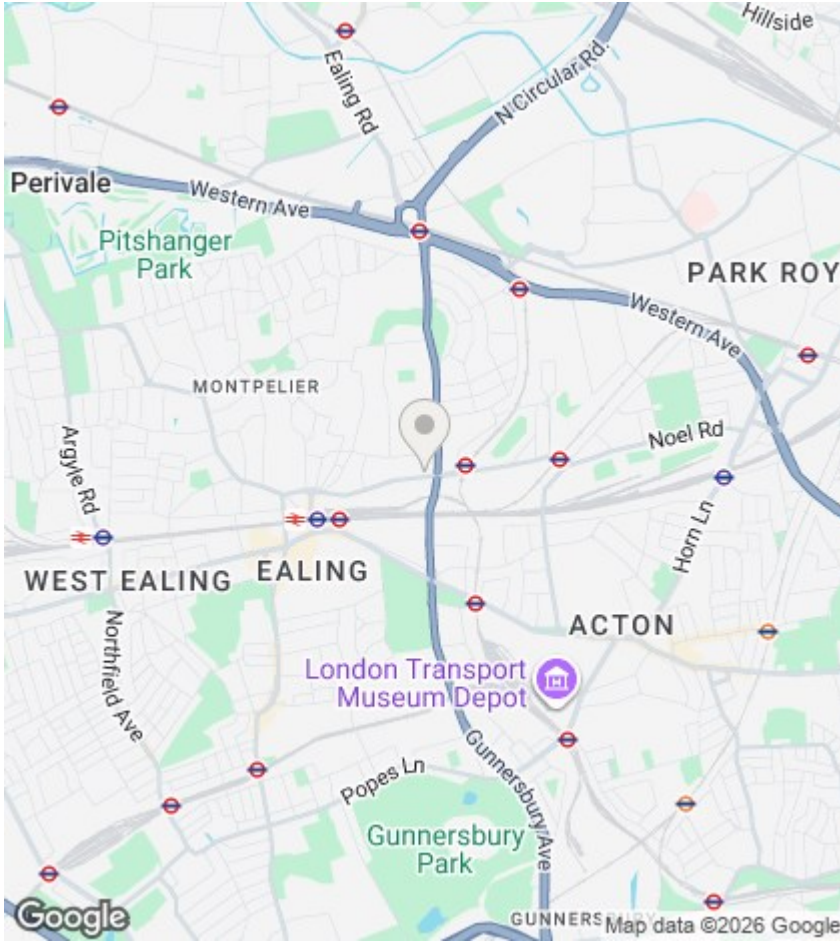 Hillside
Ealing Rd
N Circular Rd.
Perivale
Western Ave
Pitshanger
Park
PARK ROY
Western Ave
MONTPELIER
Argyle Rd
Noel Rd
Horn Ln
WEST EALING
EALING
ACTON
Northfield Ave
London Transport
Museum Depot
Gunnersbury Ave
Popes Ln
Gunnersbury
Park
GUNNERSBURY
Google
Map data ©2026 Google